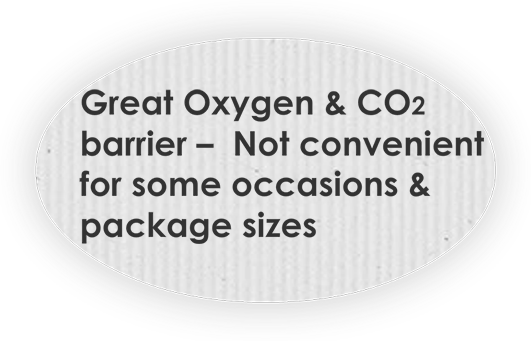 Great Oxygen & CO2
barrier –  Not convenient
for some occasions &
package sizes